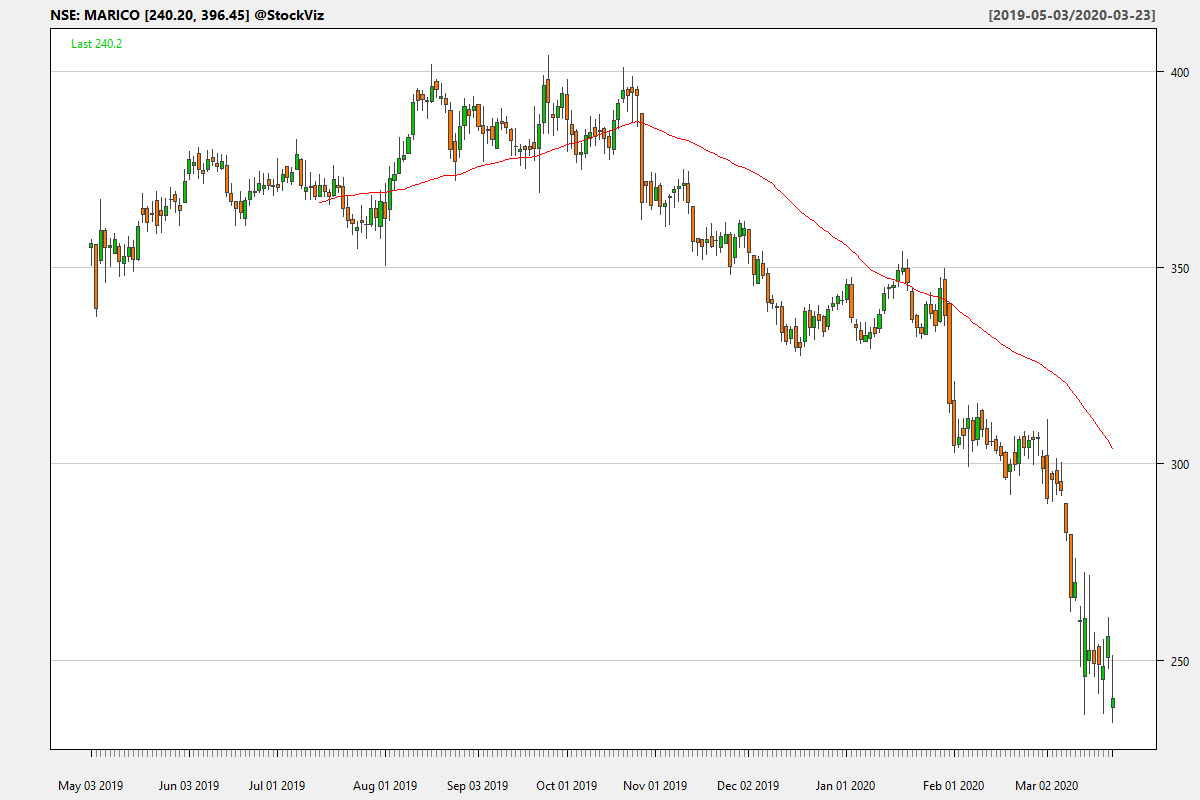 NSE: MARICO [240.20, 396.45] @StockViz
[2019-05-03/2020-03-23]
Last 240.2
400
350
300
250
May 03 2019 Jun 03 2019 Jul 01 2019 Aug 01 2019 Sep 03 2019 Oct 01 2019 Nov 01 2019 Dec 02 2019 Jan 01 2020 Feb 01 2020 Mar 02 2020